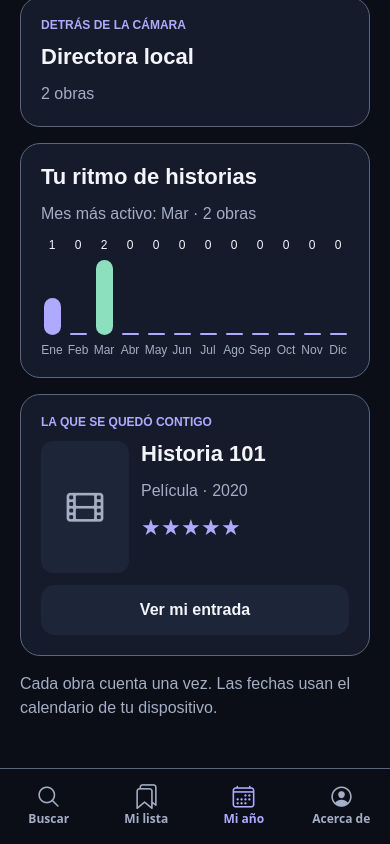 DETRÁS DE LA CÁMARA
Directora local
2 obras
Tu ritmo de historias
Mes más activo: Mar · 2 obras
1 0 2 0 0 0 0 0 0 0 0 0
Ene Feb Mar Abr May Jun Jul Ago Sep Oct Nov Dic
LA QUE SE QUEDÓ CONTIGO
Historia 101
Película · 2020
★★★★★
Ver mi entrada
Cada obra cuenta una vez. Las fechas usan el
calendario de tu dispositivo.
Buscar Mi lista Mi año Acerca de